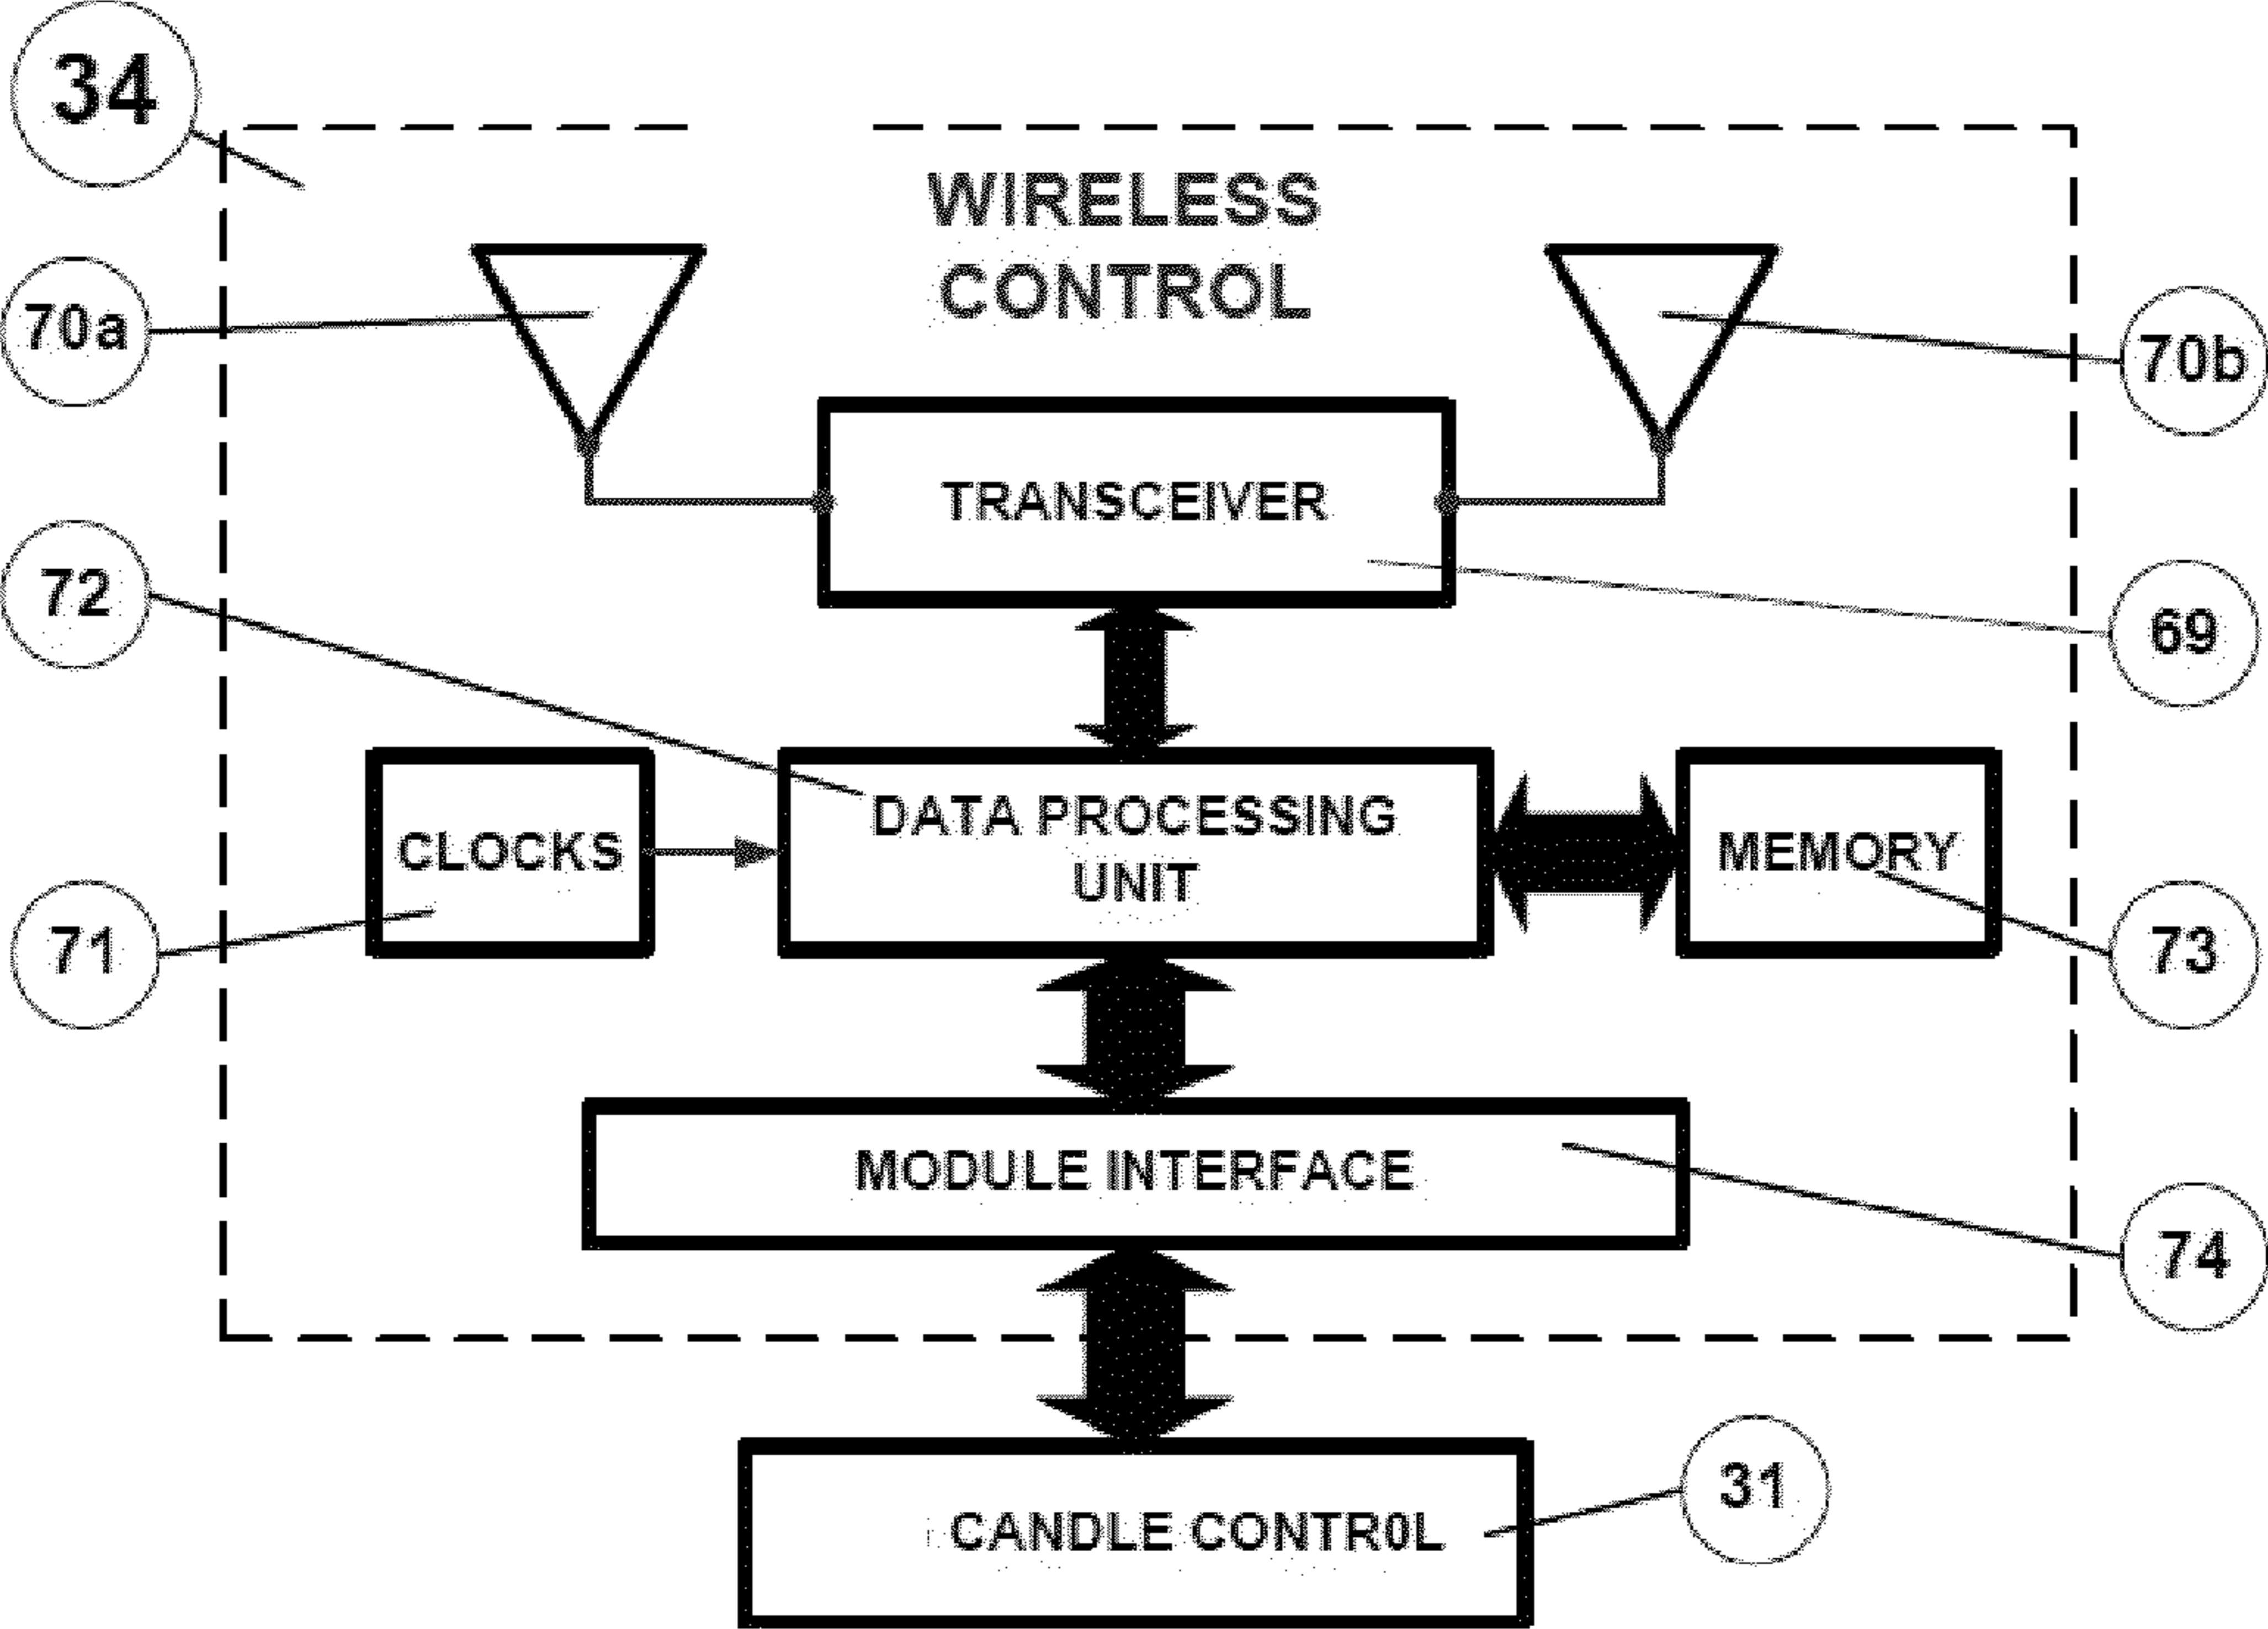 34
WIRELESS
CONTROL
70a
70b
TRANSCEIVER
72
69
CLOCKS
DATA PROCESSING
UNIT
MEMORY
71
73
MODULE INTERFACE
74
31
CANDLE CONTR0L